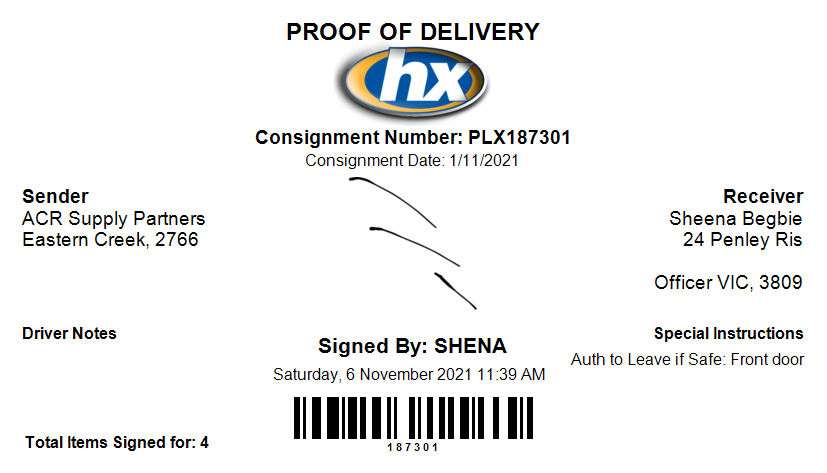 PROOF OF DELIVERY
hx
Consignment Number: PLX187301
Consignment Date: 1/11/2021
Sender
ACR Supply Partners
Eastern Creek, 2766
Receiver
Sheena Begbie
24 Penley Ris
Officer VIC, 3809
Driver Notes
Signed By: SHENA
Saturday, 6 November 2021 11:39 AM
Special Instructions
Auth to Leave if Safe: Front door
187301
Total Items Signed for: 4